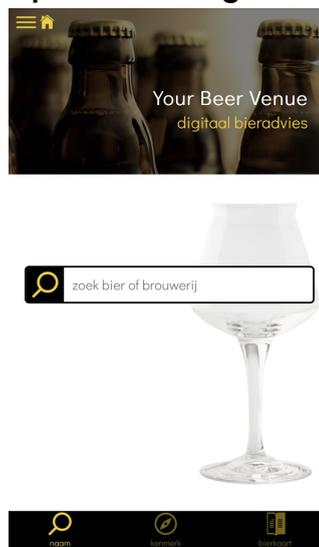 Your Beer Venue
digitaal bieradvies
zoek bier of brouwerij
naam
kenmerk
bierkaart